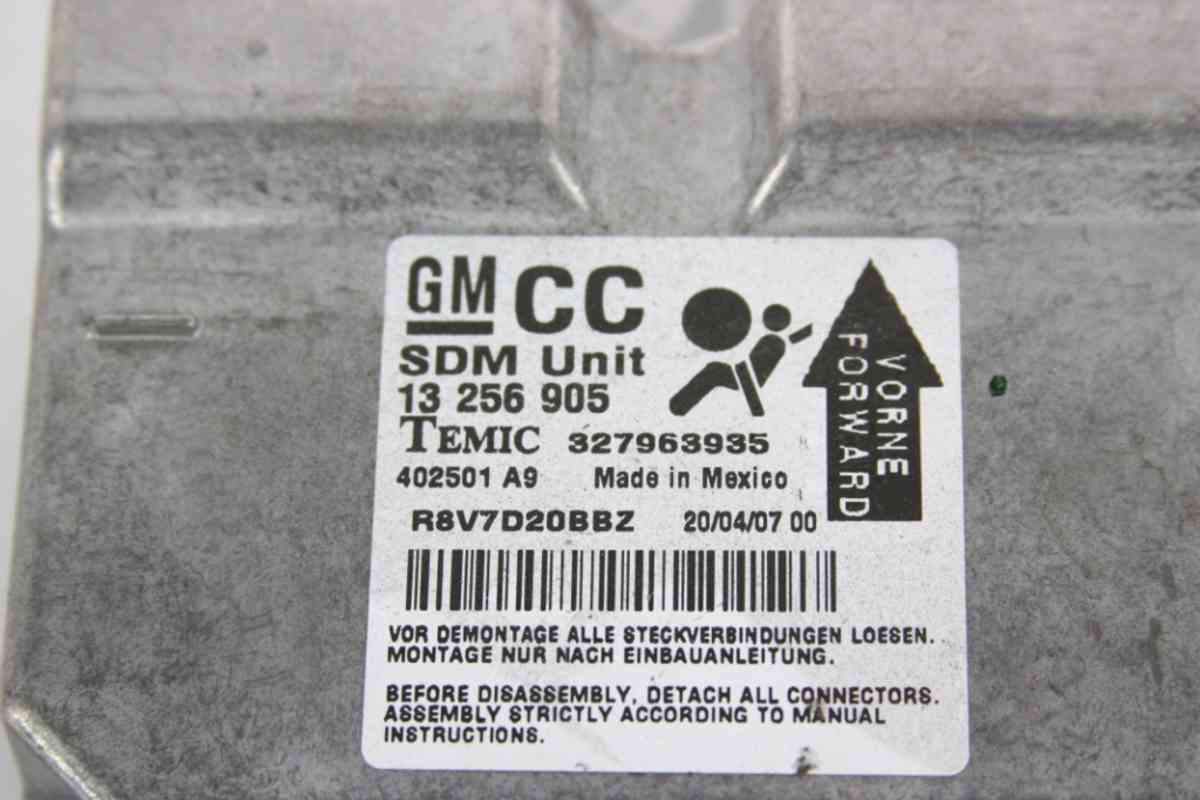 GM CC
SDM Unit
13 256 905
TEMIC 327963935
402501 A9 Made in Mexico
R8V7D20BBZ 20/04/07 00
VORNE
FORWARD
VOR DEMONTAGE ALLE STECKVERBINDUNGEN LOESEN.
MONTAGE NUR NACH EINBAUANLEITUNG.
BEFORE DISASSEMBLY, DETACH ALL CONNECTORS.
ASSEMBLY STRICTLY ACCORDING TO MANUAL
INSTRUCTIONS.